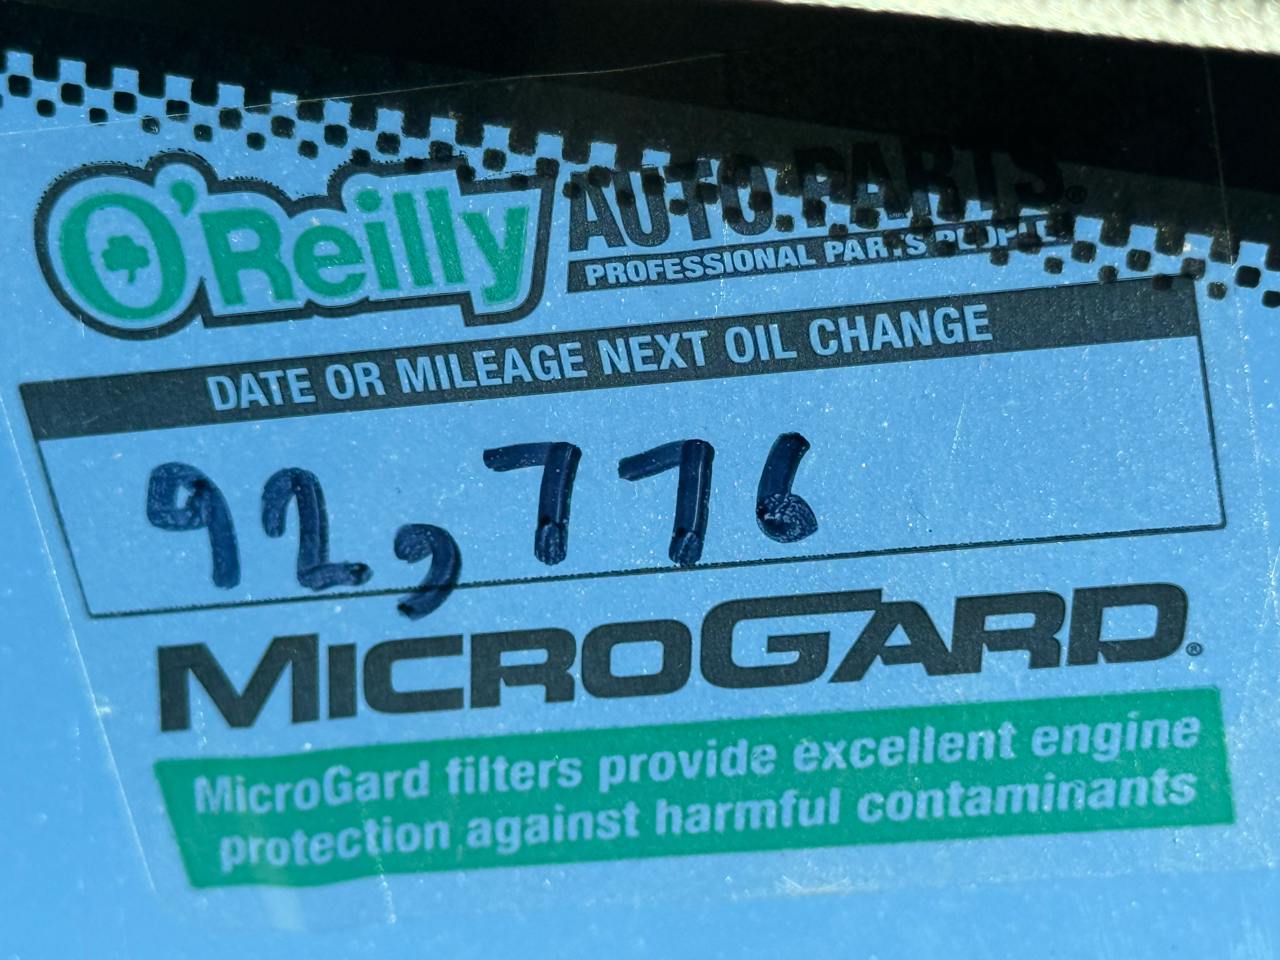 O'Reilly AUTO PARTS®
PROFESSIONAL PARTS PEOPLE
DATE OR MILEAGE NEXT OIL CHANGE
92,776
MICROGARD®
MicroGard filters provide excellent engine
protection against harmful contaminants